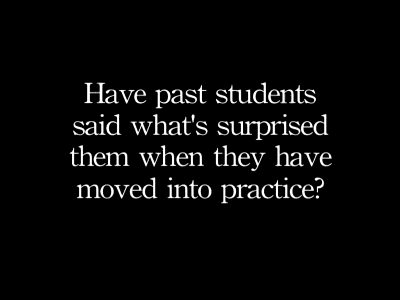 Have past students
said what's surprised
them when they have
moved into practice?